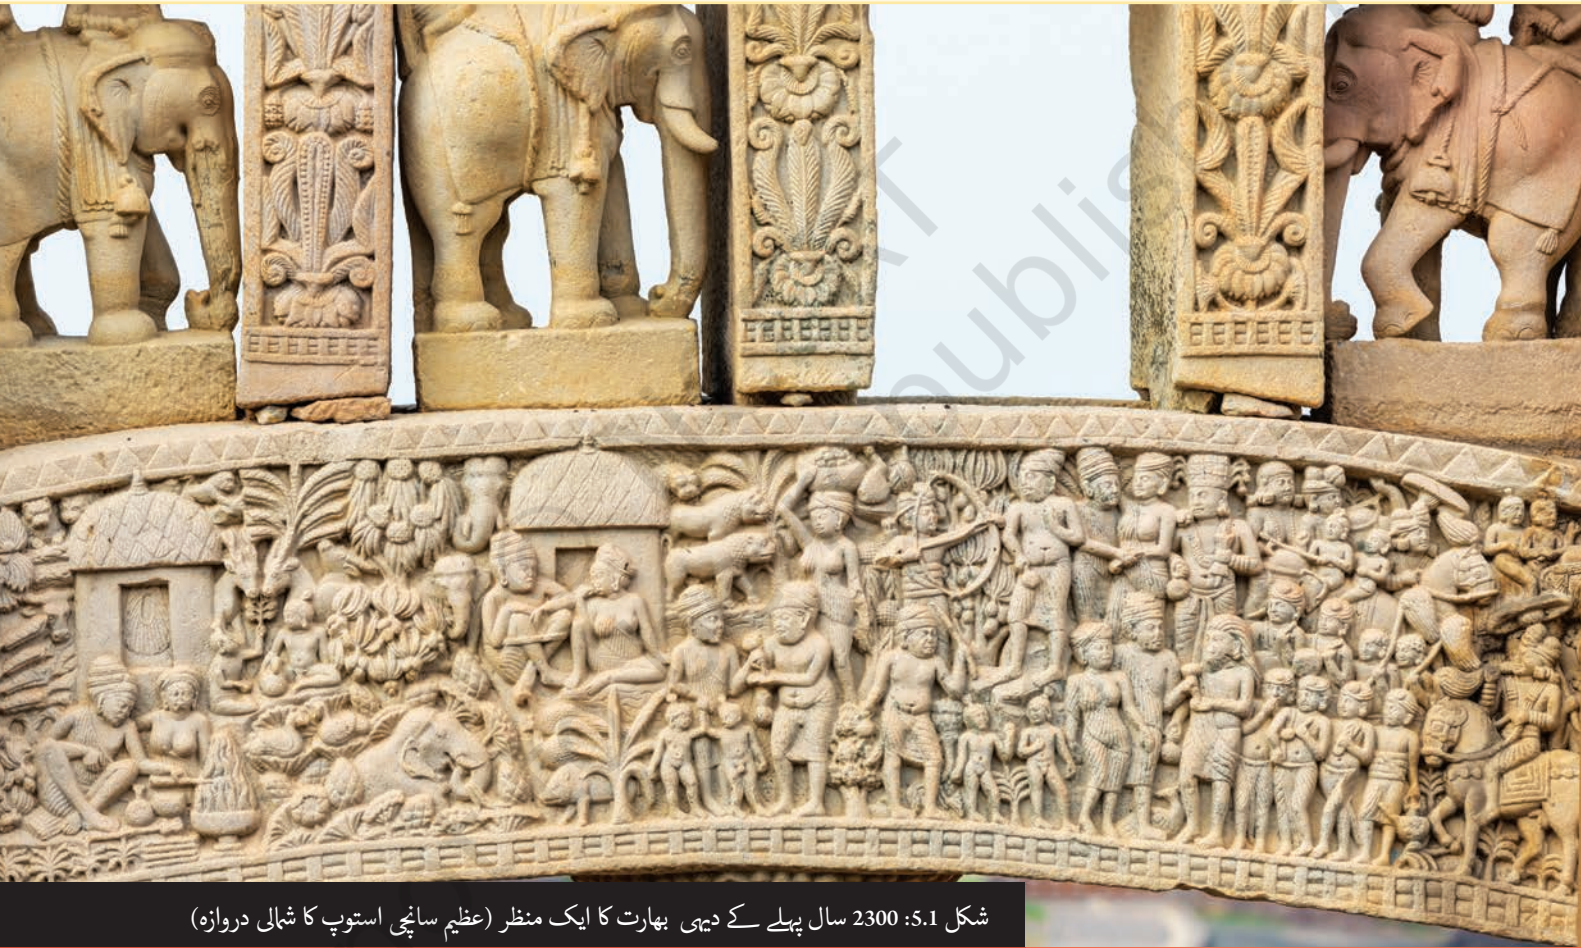 شکل 5.1: 2300 سال پہلے کے دیہی بھارت کا ایک منظر (عظیم سانچی استوپ کا شمالی دروازہ)